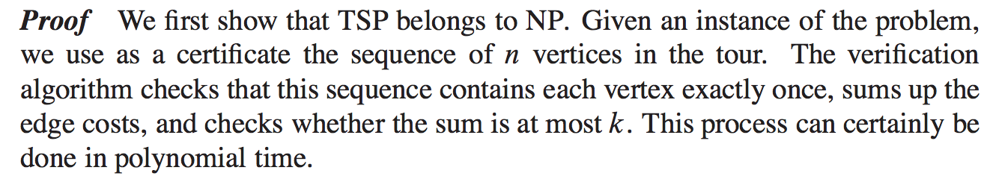 Proof We first show that TSP belongs to NP. Given an instance of the problem,
we use as a certificate the sequence of n vertices in the tour. The verification
algorithm checks that this sequence contains each vertex exactly once, sums up the
edge costs, and checks whether the sum is at most k. This process can certainly be
done in polynomial time.